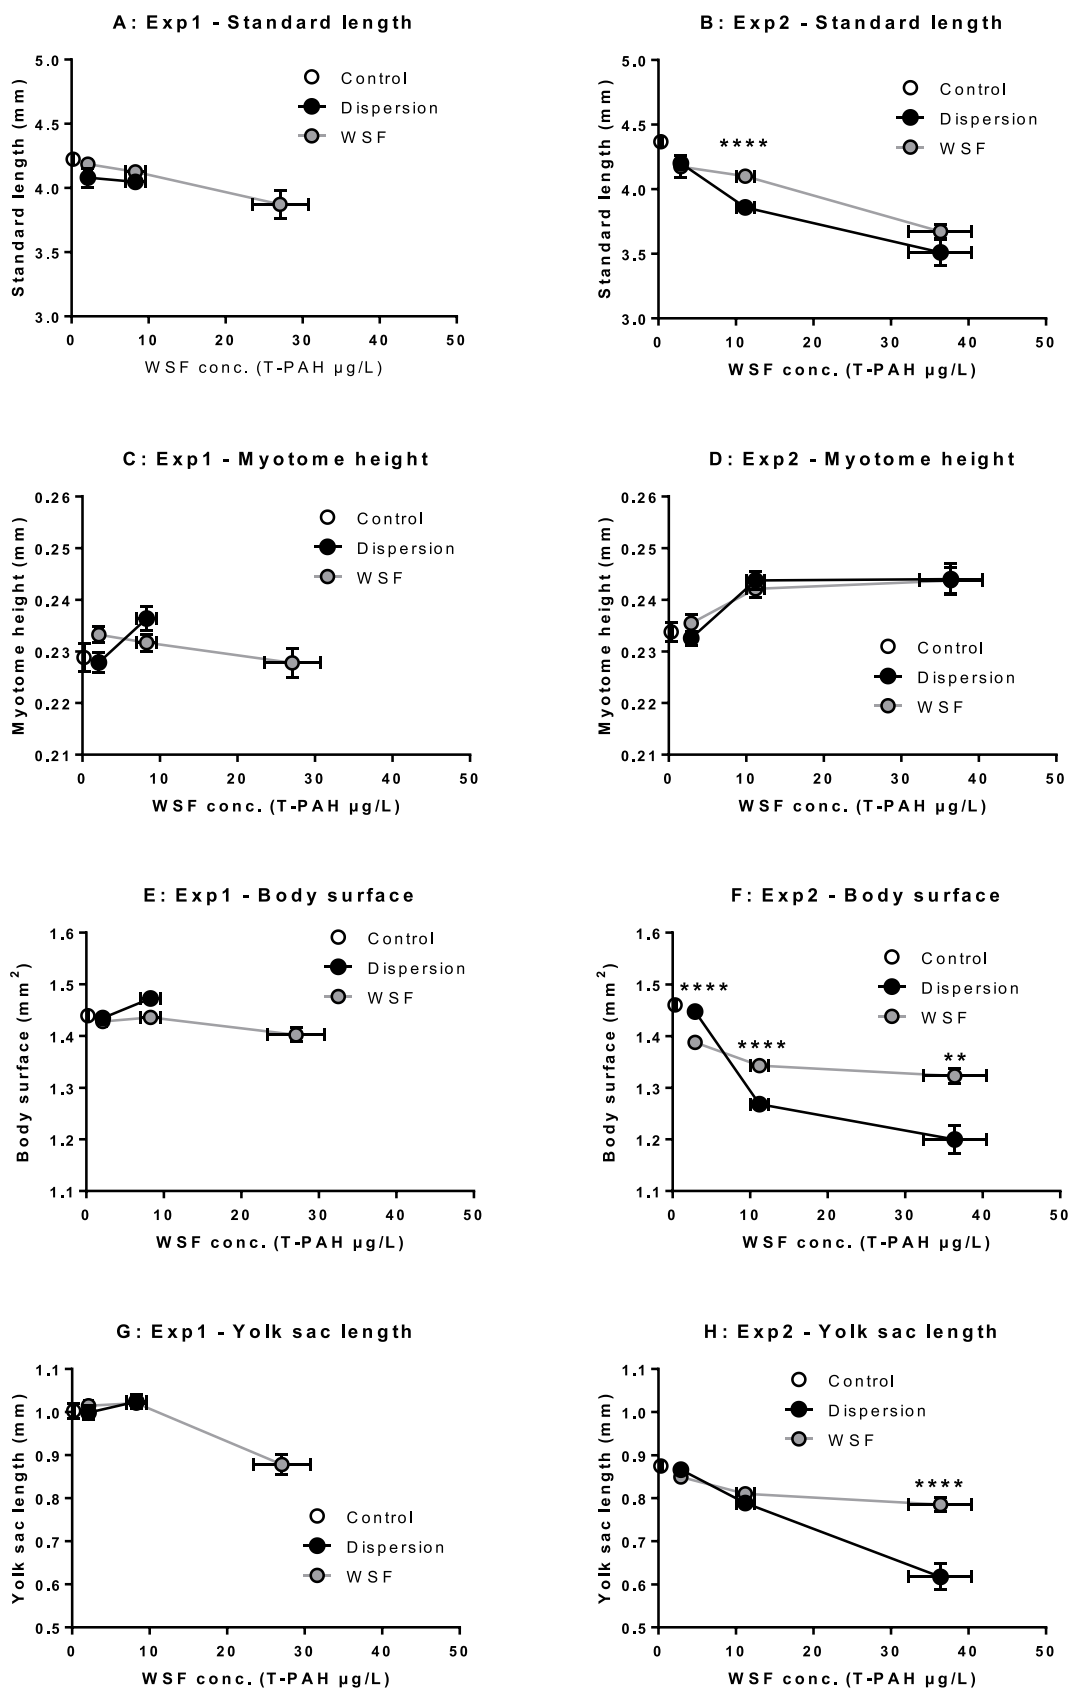 A: Exp1 - Standard length
5.0
4.5
4.0
3.5
3.0
Standard length (mm)
Control
Dispersion
WSF
0 10 20 30 40 50
WSF conc. (T-PAH µg/L)
B: Exp2 - Standard length
5.0
4.5
4.0
3.5
3.0
Standard length (mm)
Control
Dispersion
WSF
****
0 10 20 30 40 50
WSF conc. (T-PAH µg/L)
C: Exp1 - Myotome height
0.26
0.25
0.24
0.23
0.22
0.21
Myotome height (mm)
Control
Dispersion
WSF
0 10 20 30 40 50
WSF conc. (T-PAH µg/L)
D: Exp2 - Myotome height
0.26
0.25
0.24
0.23
0.22
0.21
Myotome height (mm)
Control
Dispersion
WSF
0 10 20 30 40 50
WSF conc. (T-PAH µg/L)
E: Exp1 - Body surface
1.6
1.5
1.4
1.3
1.2
1.1
Body surface (mm²)
Control
Dispersion
WSF
0 10 20 30 40 50
WSF conc. (T-PAH µg/L)
F: Exp2 - Body surface
1.6
1.5
1.4
1.3
1.2
1.1
Body surface (mm²)
Control
Dispersion
WSF
****
****
**
0 10 20 30 40 50
WSF conc. (T-PAH µg/L)
G: Exp1 - Yolk sac length
1.1
1.0
0.9
0.8
0.7
0.6
0.5
Yolk sac length (mm)
Control
Dispersion
WSF
0 10 20 30 40 50
WSF conc. (T-PAH µg/L)
H: Exp2 - Yolk sac length
1.1
1.0
0.9
0.8
0.7
0.6
0.5
Yolk sac length (mm)
Control
Dispersion
WSF
****
0 10 20 30 40 50
WSF conc. (T-PAH µg/L)